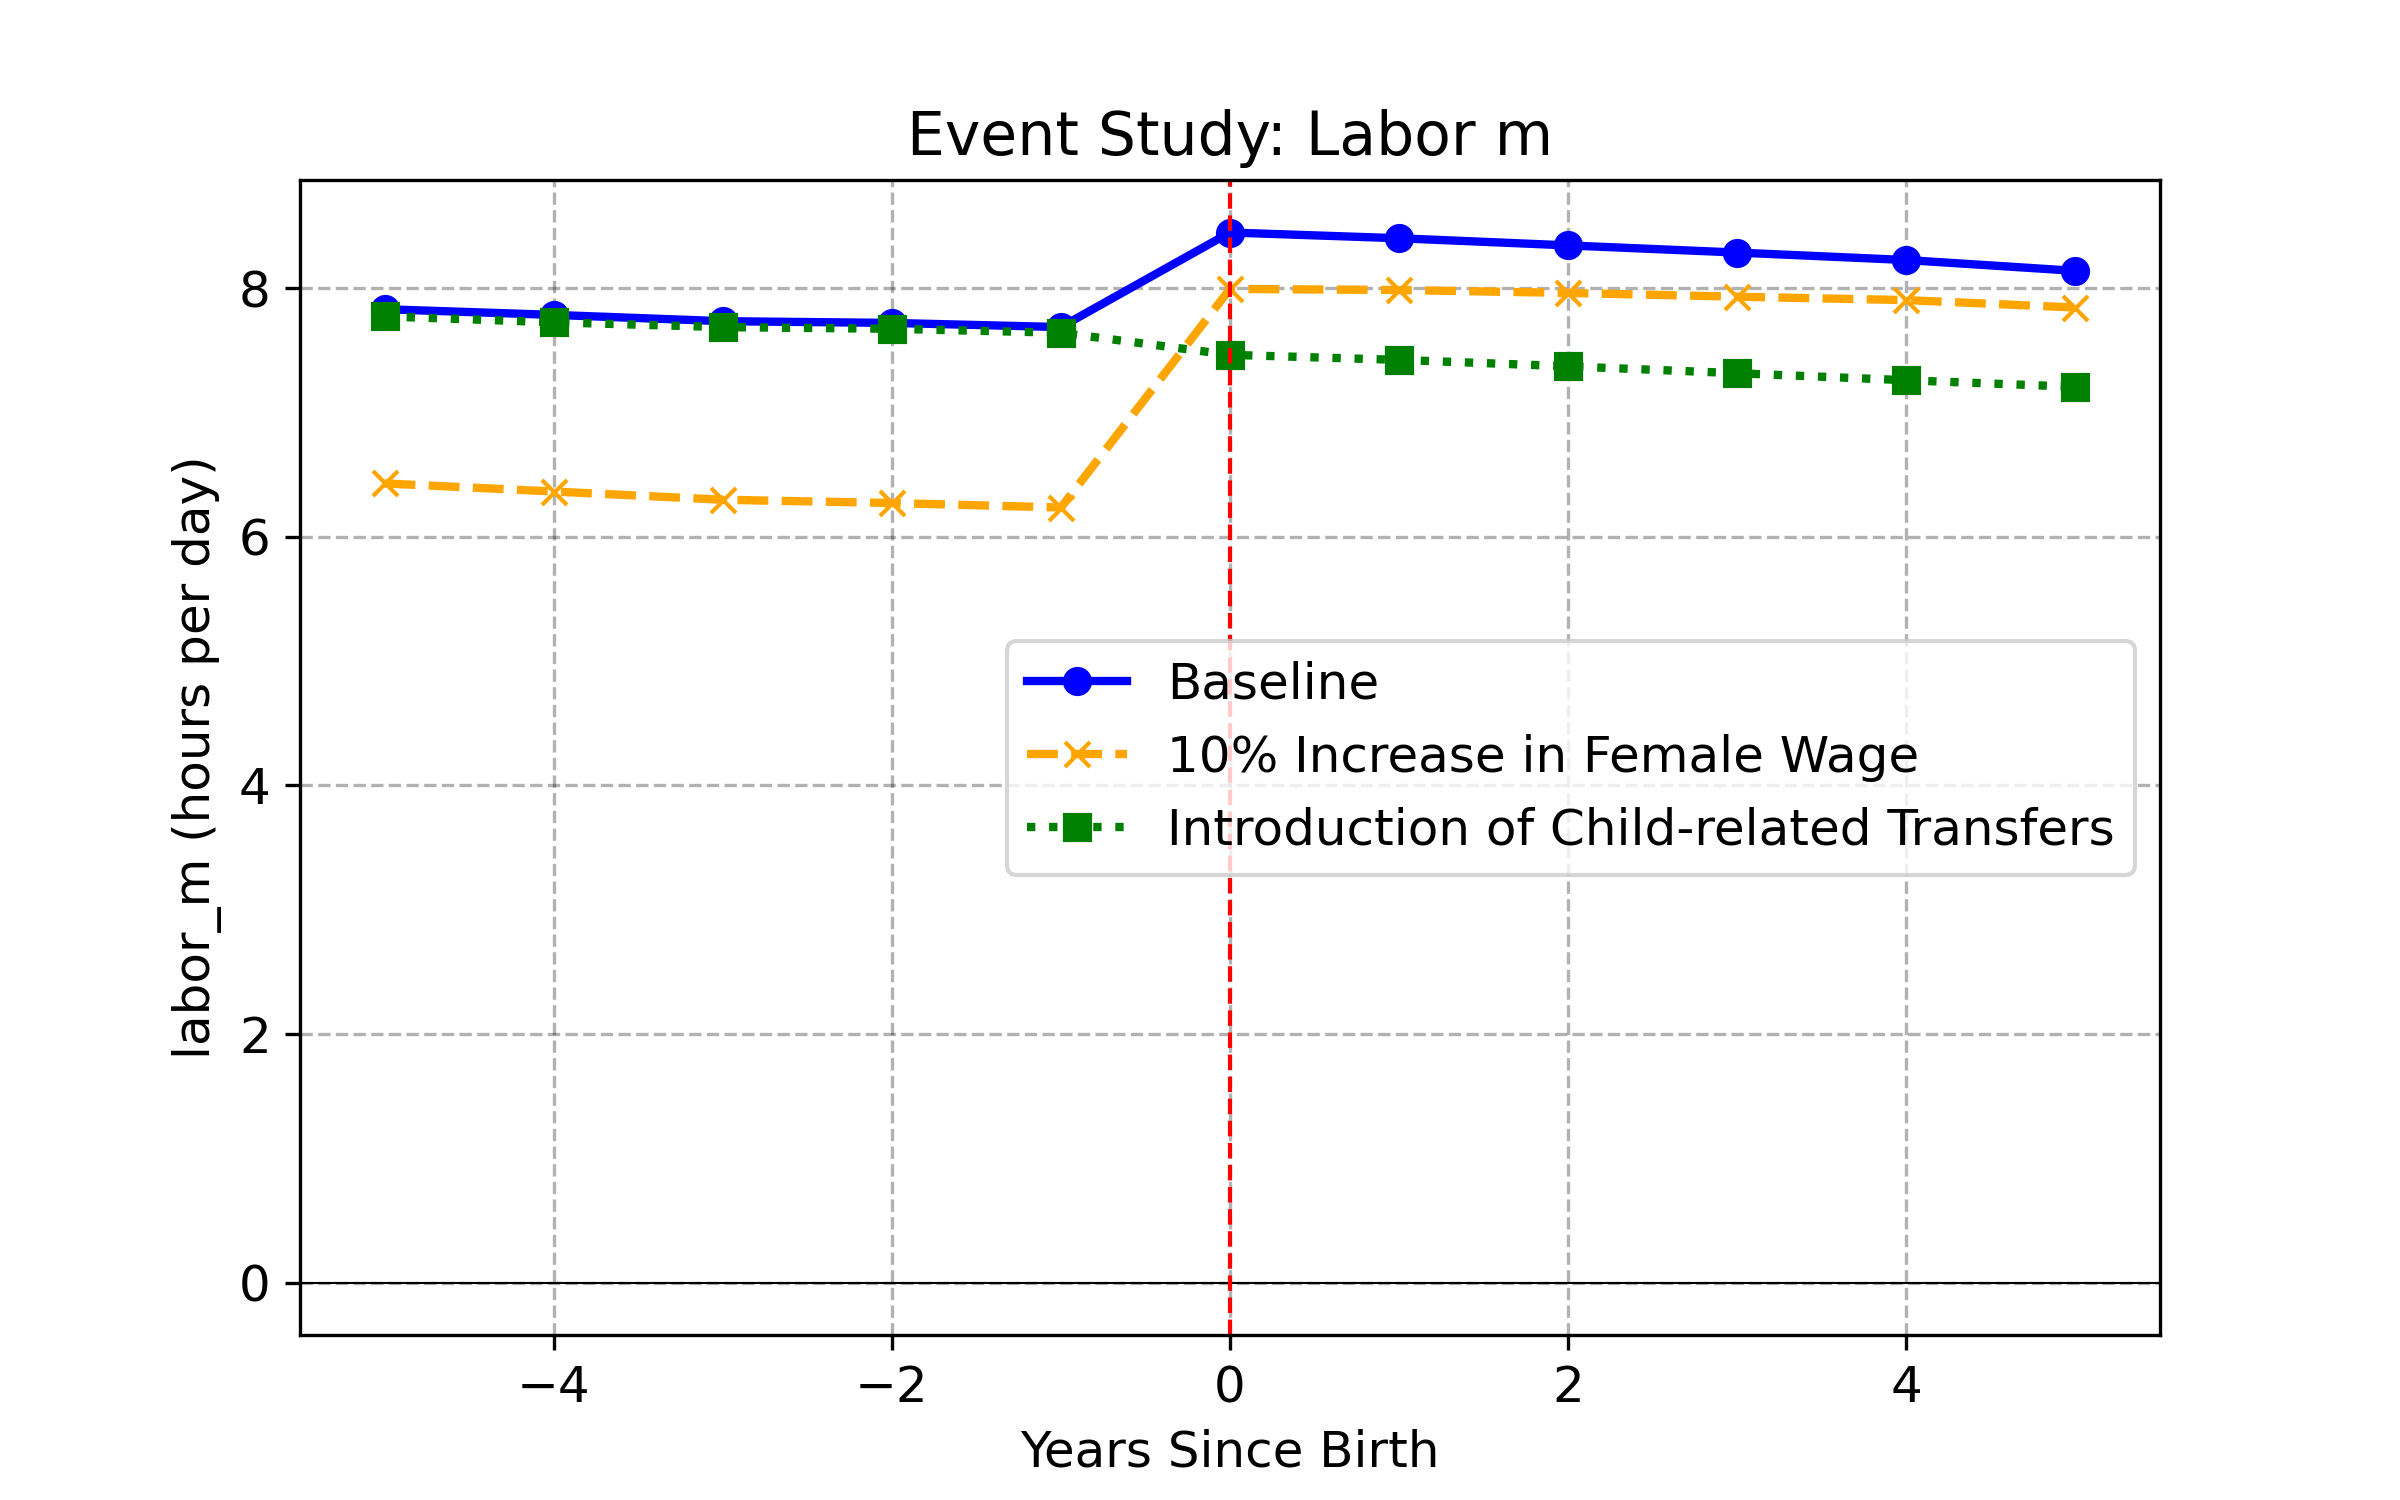 Event Study: Labor m
labor_m (hours per day)
8
6
4
2
0
Baseline
10% Increase in Female Wage
Introduction of Child-related Transfers
−4 −2 0 2 4
Years Since Birth